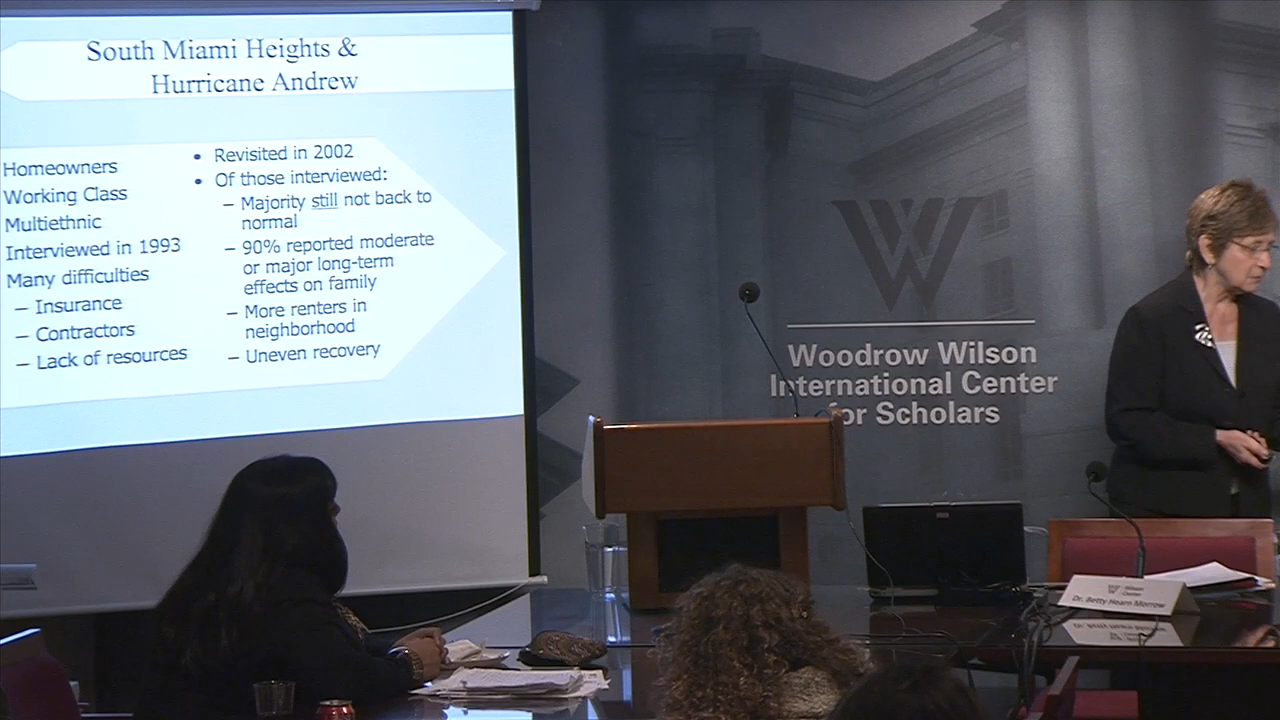 South Miami Heights &
Hurricane Andrew
Homeowners
Working Class
Multiethnic
Interviewed in 1993
Many difficulties
– Insurance
– Contractors
– Lack of resources
• Revisited in 2002
• Of those interviewed:
– Majority still not back to
normal
– 90% reported moderate
or major long-term
effects on family
– More renters in
neighborhood
– Uneven recovery
Woodrow Wilson
International Center
for Scholars
Wilson
Center
Dr. Betty Hearn Morrow